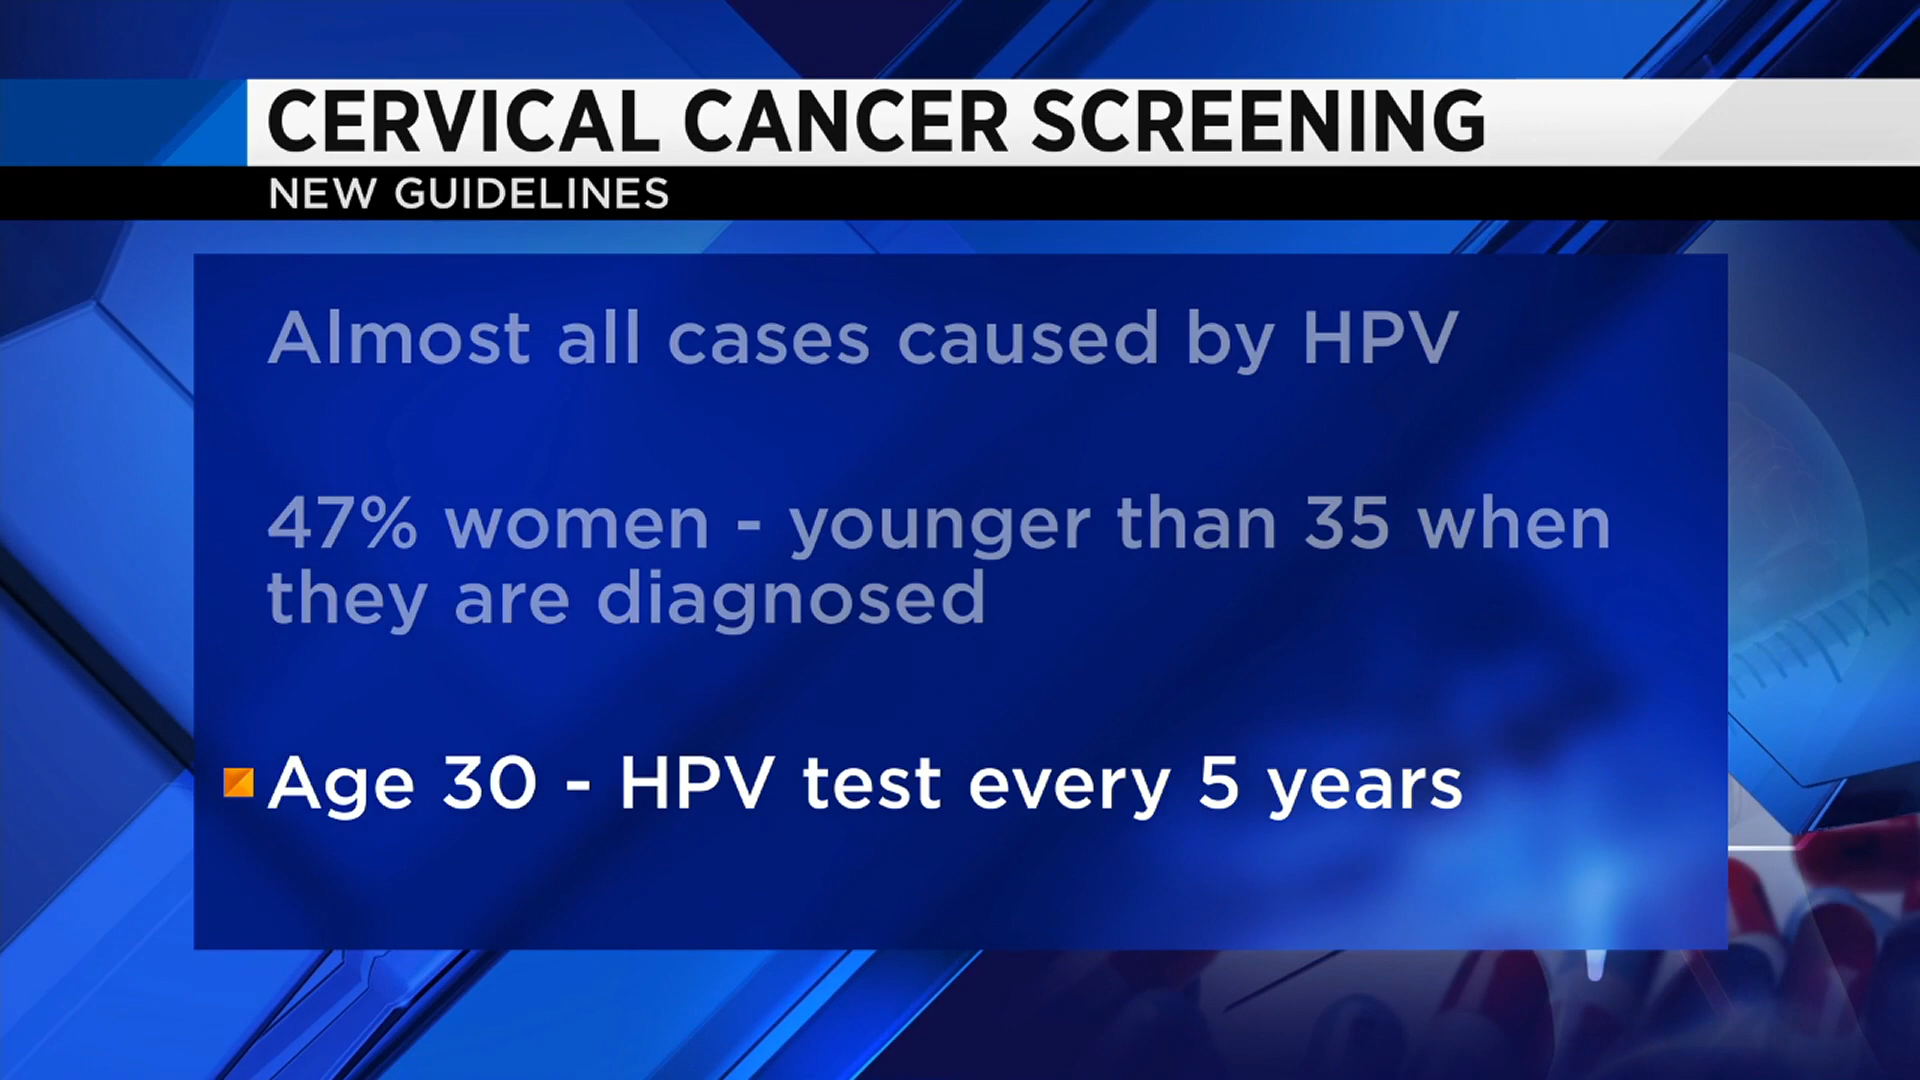 CERVICAL CANCER SCREENING
NEW GUIDELINES
Almost all cases caused by HPV
47% women - younger than 35 when
they are diagnosed
Age 30 - HPV test every 5 years